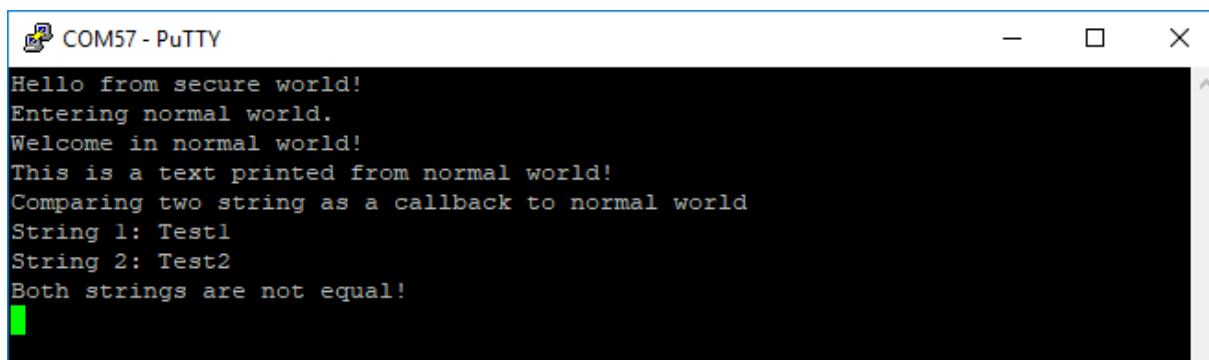 COM57 - PuTTY
Hello from secure world!
Entering normal world.
Welcome in normal world!
This is a text printed from normal world!
Comparing two string as a callback to normal world
String 1: Test1
String 2: Test2
Both strings are not equal!